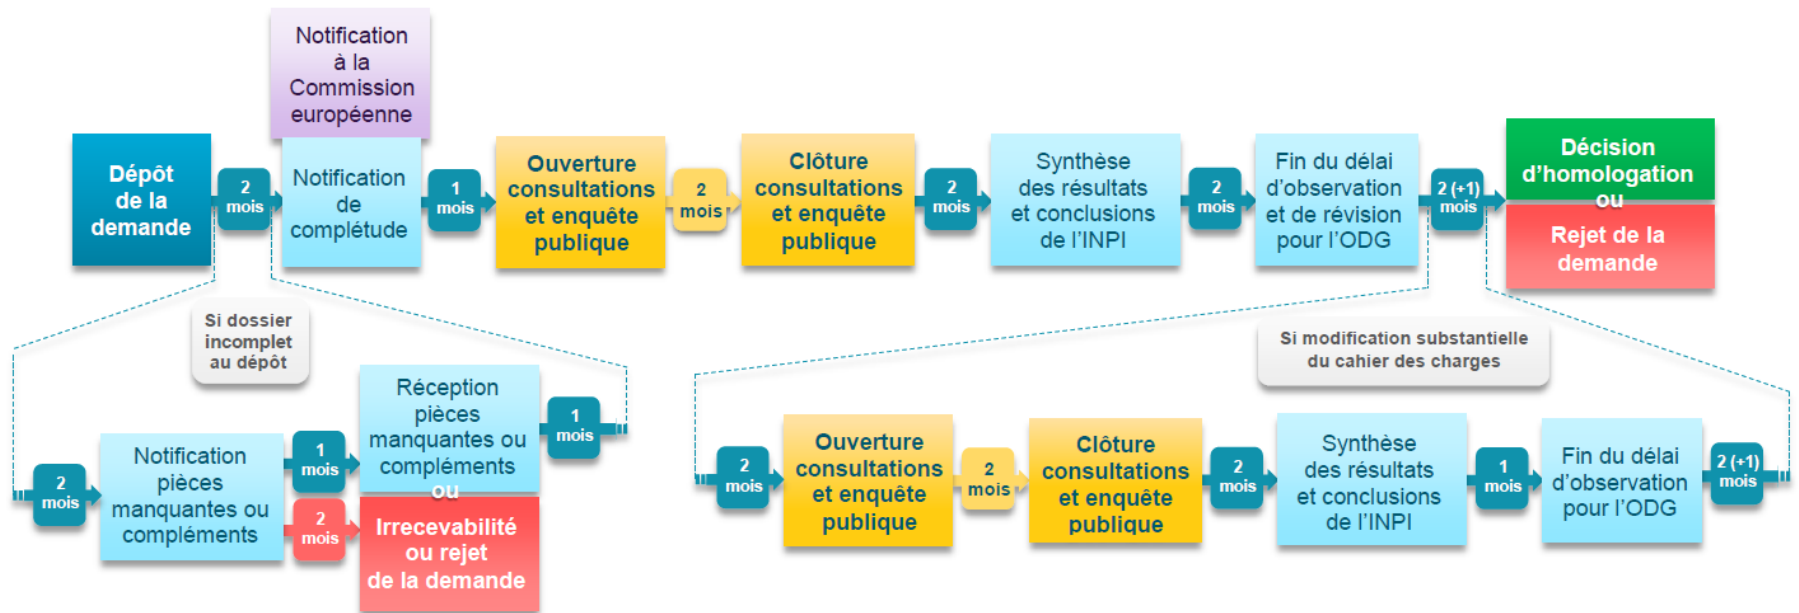 Notification
à la
Commission
européenne
Dépôt
de la
demande
2
mois
Notification
de
complétude
1
mois
Ouverture
consultations
et enquête
publique
2
mois
Clôture
consultations
et enquête
publique
2
mois
Synthèse
des résultats
et conclusions
de l'INPI
2
mois
Fin du délai
d'observation
et de révision
pour l'ODG
2 (+1)
mois
Décision
d'homologation
ou
Rejet de la
demande
Si dossier
incomplet
au dépôt
2
mois
Notification
pièces
manquantes ou
compléments
1
mois
Réception
pièces
manquantes ou
compléments
ou
1
mois
2
mois
Irrecevabilité
ou rejet
de la demande
Si modification substantielle
du cahier des charges
2
mois
Ouverture
consultations
et enquête
publique
2
mois
Clôture
consultations
et enquête
publique
2
mois
Synthèse
des résultats
et conclusions
de l'INPI
1
mois
Fin du délai
d'observation
pour l'ODG
2 (+1)
mois